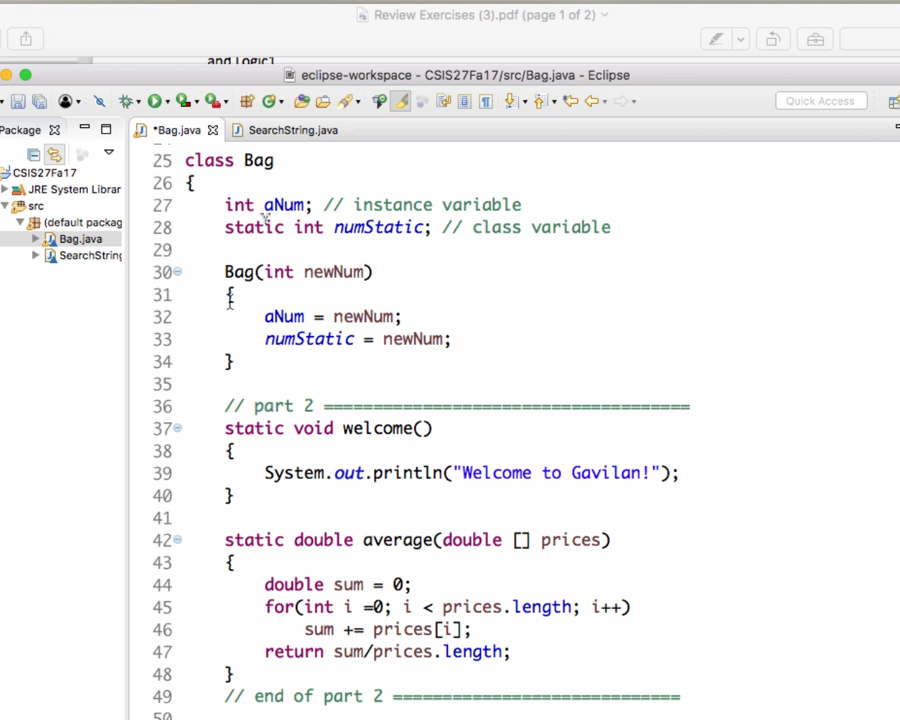 Review Exercises (3).pdf (page 1 of 2)
and Logic]
eclipse-workspace - CSIS27Fa17/src/Bag.java - Eclipse
Quick Access
Package
*Bag.java
SearchString.java
CSIS27Fa17
JRE System Librar
src
(default packag
Bag.java
SearchString
25 class Bag
26 {
27 int aNum; // instance variable
28 static int numStatic; // class variable
29
30 Bag(int newNum)
31 {
32 aNum = newNum;
33 numStatic = newNum;
34 }
35
36 // part 2 =====================================
37 static void welcome()
38 {
39 System.out.println("Welcome to Gavilan!");
40 }
41
42 static double average(double [] prices)
43 {
44 double sum = 0;
45 for(int i =0; i < prices.length; i++)
46 sum += prices[i];
47 return sum/prices.length;
48 }
49 // end of part 2 =============================